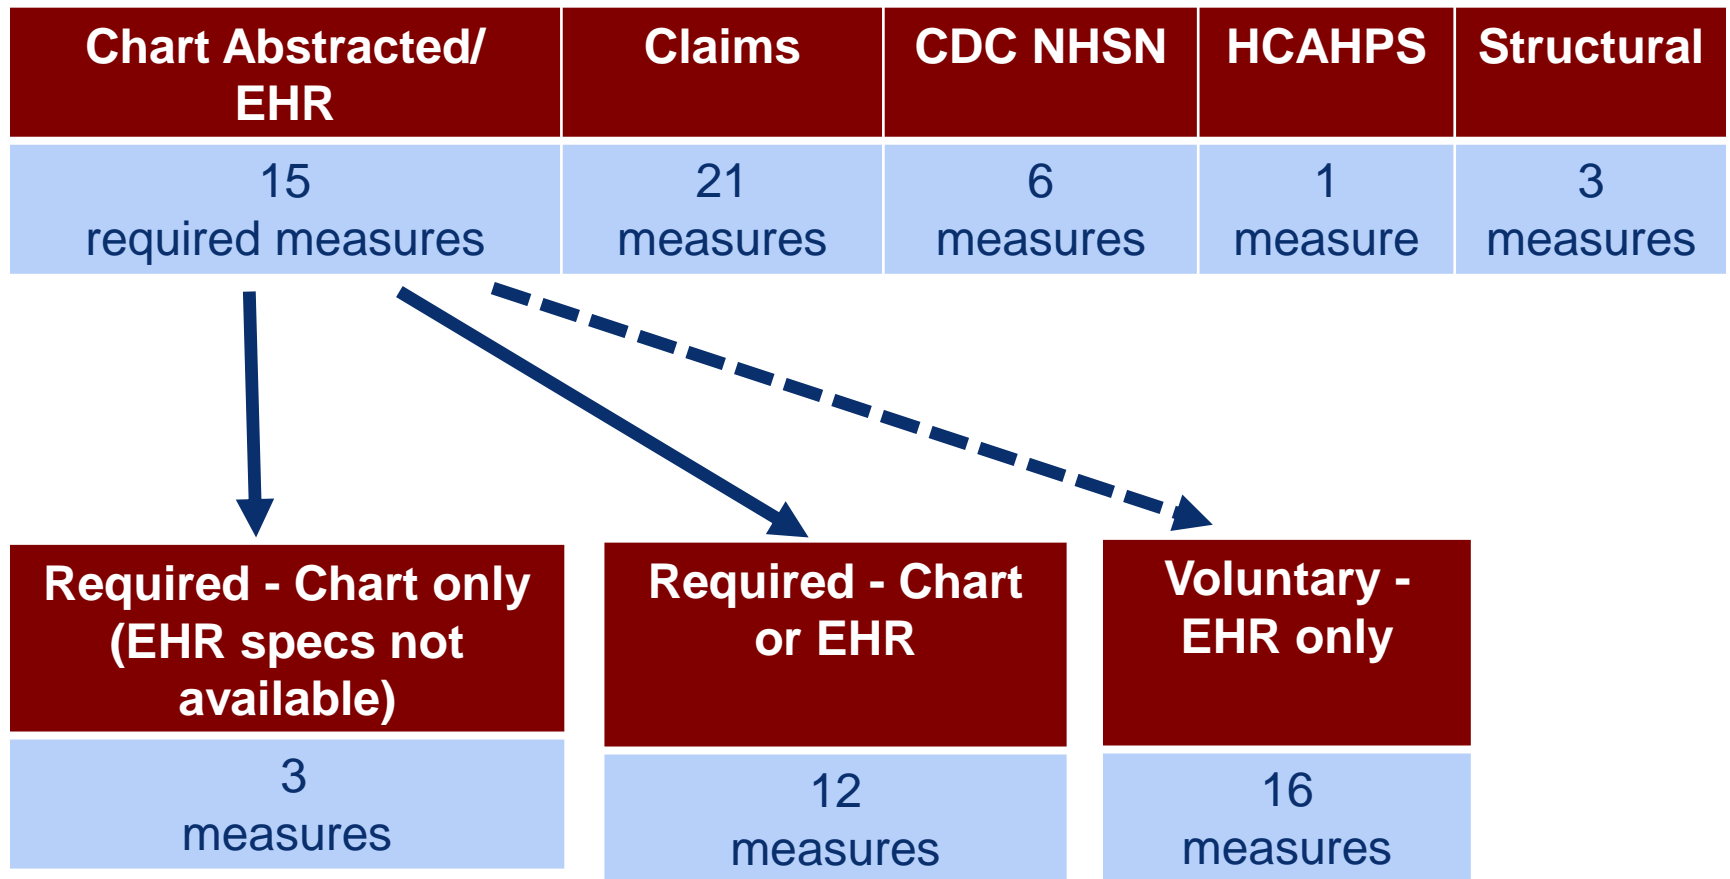 Chart Abstracted/
EHR
Claims
CDC NHSN
HCAHPS
Structural
15
required measures
21
measures
6
measures
1
measure
3
measures
Required - Chart only
(EHR specs not
available)
3
measures
Required - Chart
or EHR
12
measures
Voluntary -
EHR only
16
measures